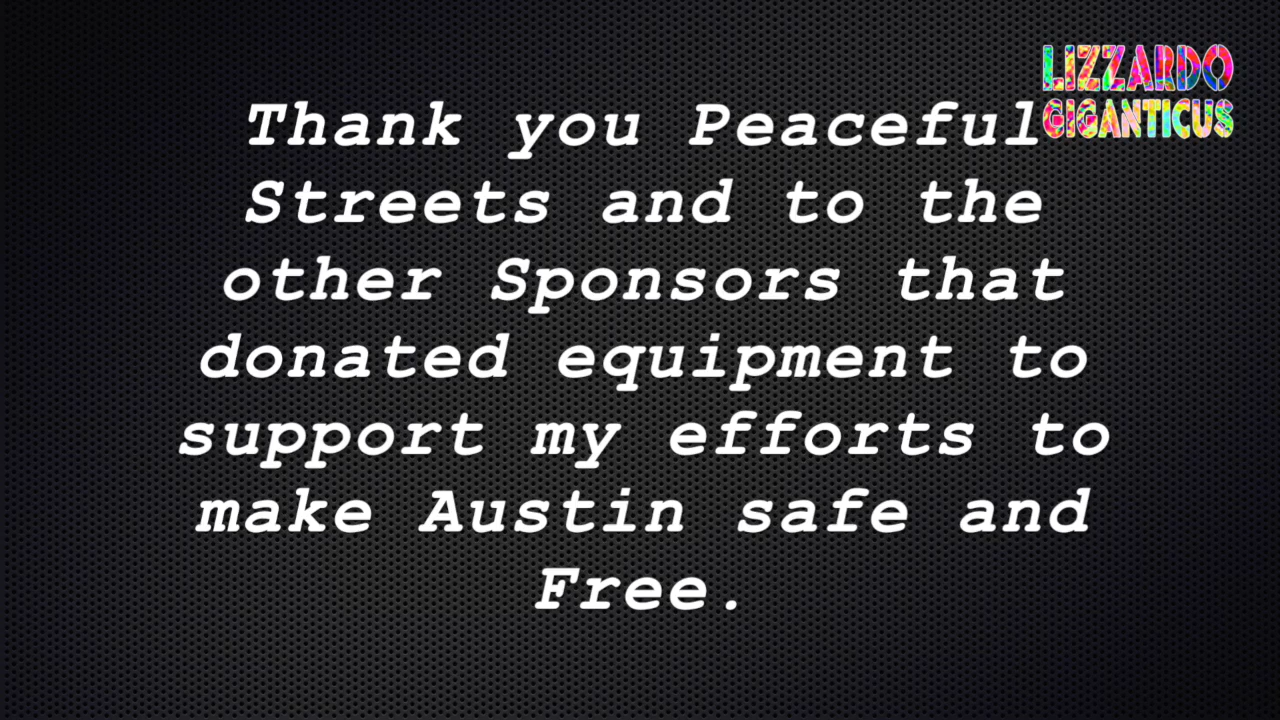 LIZZARDO
GIGANTICUS
Thank you Peaceful
Streets and to the
other Sponsors that
donated equipment to
support my efforts to
make Austin safe and
Free.